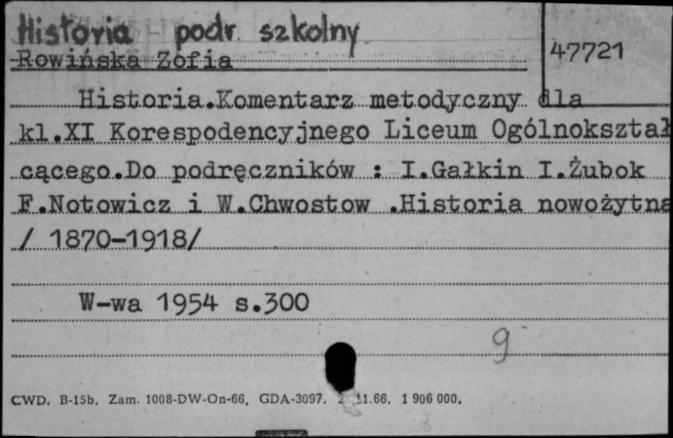 Historia podr. szkolny
Rowińska Zofia
47721
Historia.Komentarz metodyczny dla
kl.XI Korespodencyjnego Liceum Ogólnokształ
cącego.Do podręczników : I.Gałkin I.Żubok
F.Notowicz i W.Chwostow .Historia nowożytna
/ 1870-1918/
W-wa 1954 s.300
9
CWD. B-15b. Zam. 1008-DW-On-66, GDA-3097. 11.66. 1 906 000.